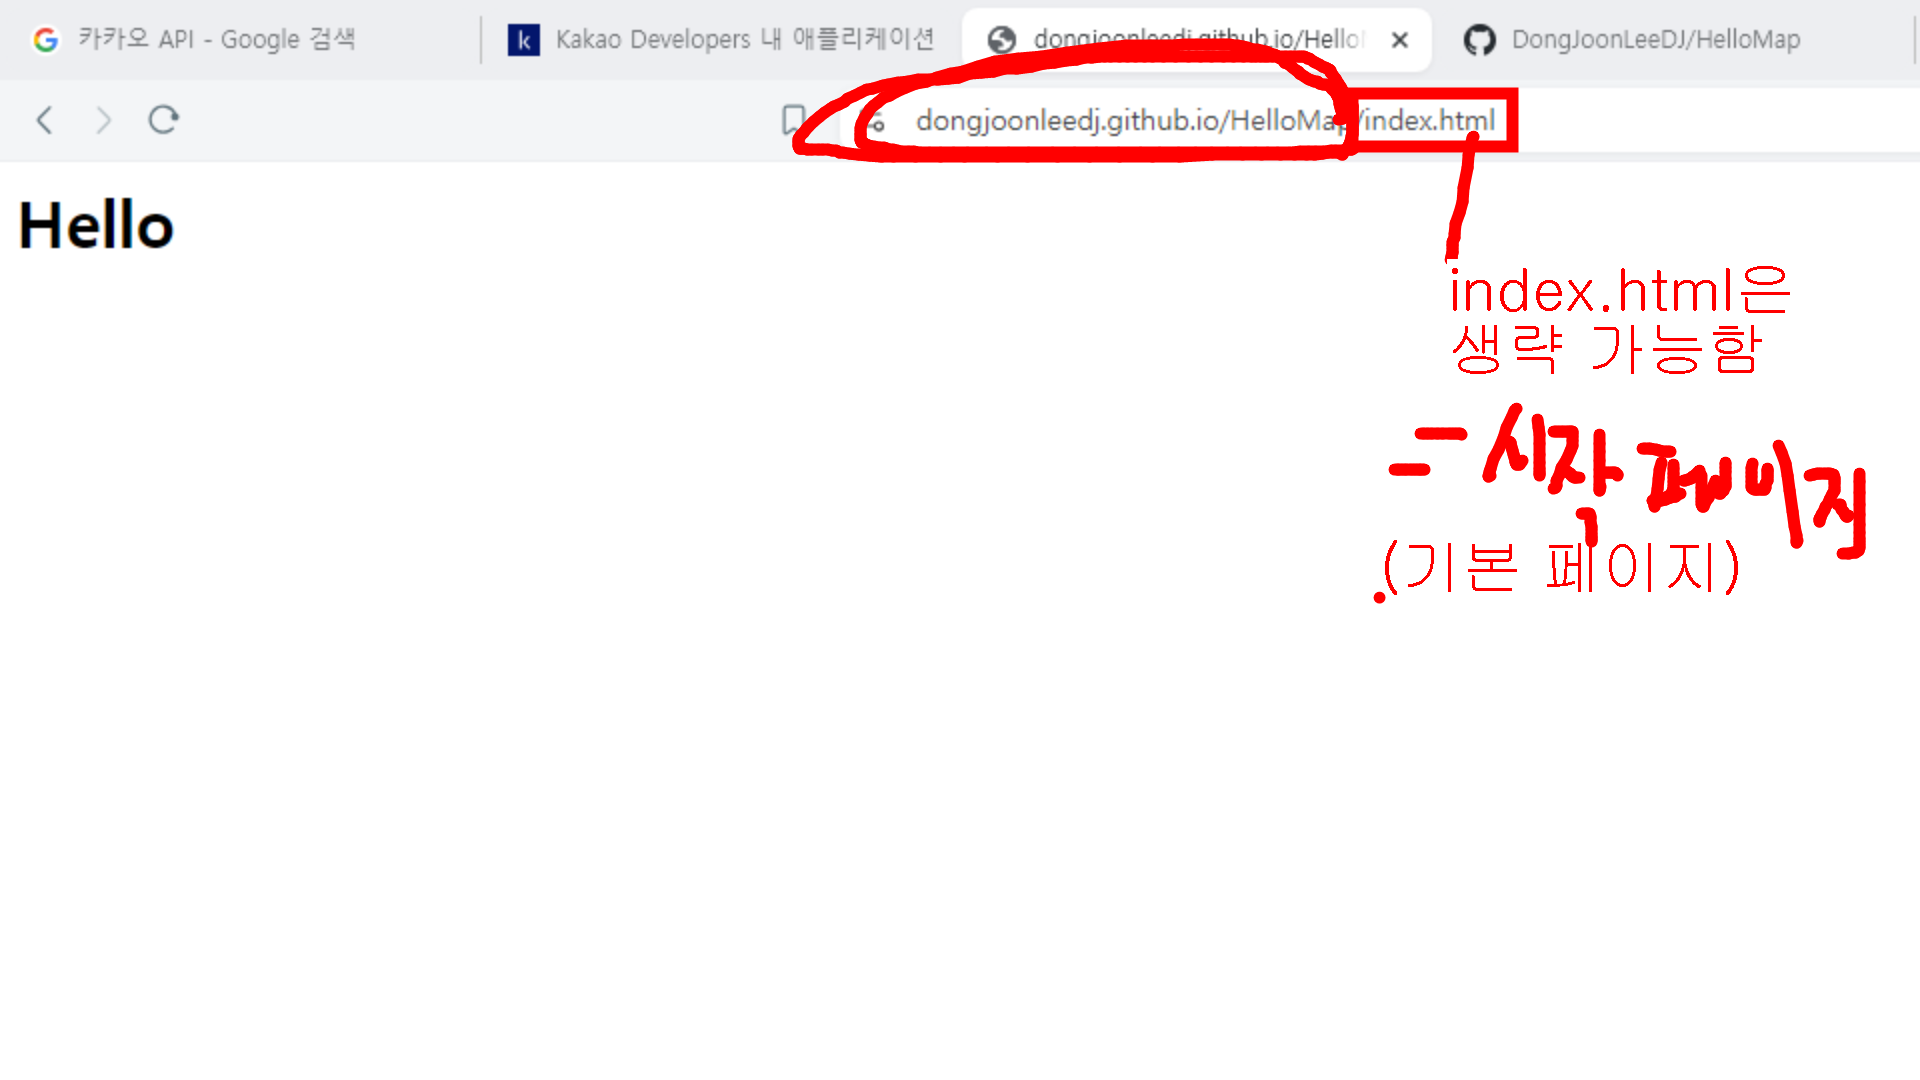 카카오 API - Google 검색
Kakao Developers 내 애플리케이션
dongjoonleedj.github.io/Hello
DongJoonLeeDJ/HelloMap
dongjoonleedj.github.io/HelloMap/index.html
Hello
index.html은
생략 가능함
= 시작 페이지
(기본 페이지)